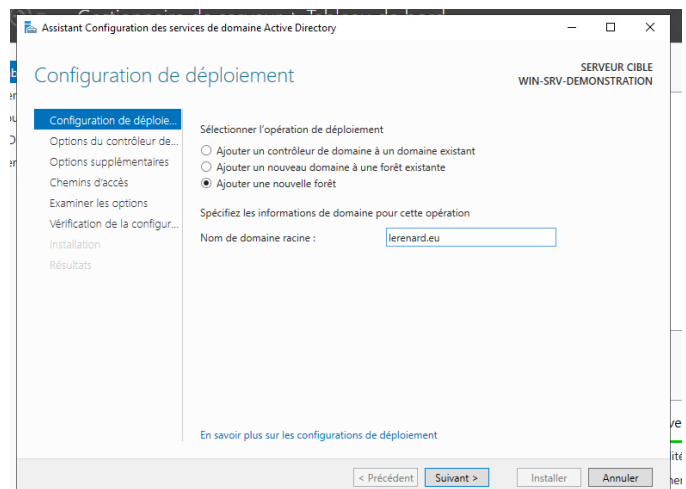 Assistant Configuration des services de domaine Active Directory
Configuration de déploiement
SERVEUR CIBLE
WIN-SRV-DEMONSTRATION
Configuration de déploie...
Options du contrôleur de...
Options supplémentaires
Chemins d'accès
Examiner les options
Vérification de la configur...
Installation
Résultats
Sélectionner l'opération de déploiement
Ajouter un contrôleur de domaine à un domaine existant
Ajouter un nouveau domaine à une forêt existante
Ajouter une nouvelle forêt
Spécifiez les informations de domaine pour cette opération
Nom de domaine racine :
lerenard.eu
En savoir plus sur les configurations de déploiement
< Précédent
Suivant >
Installer
Annuler